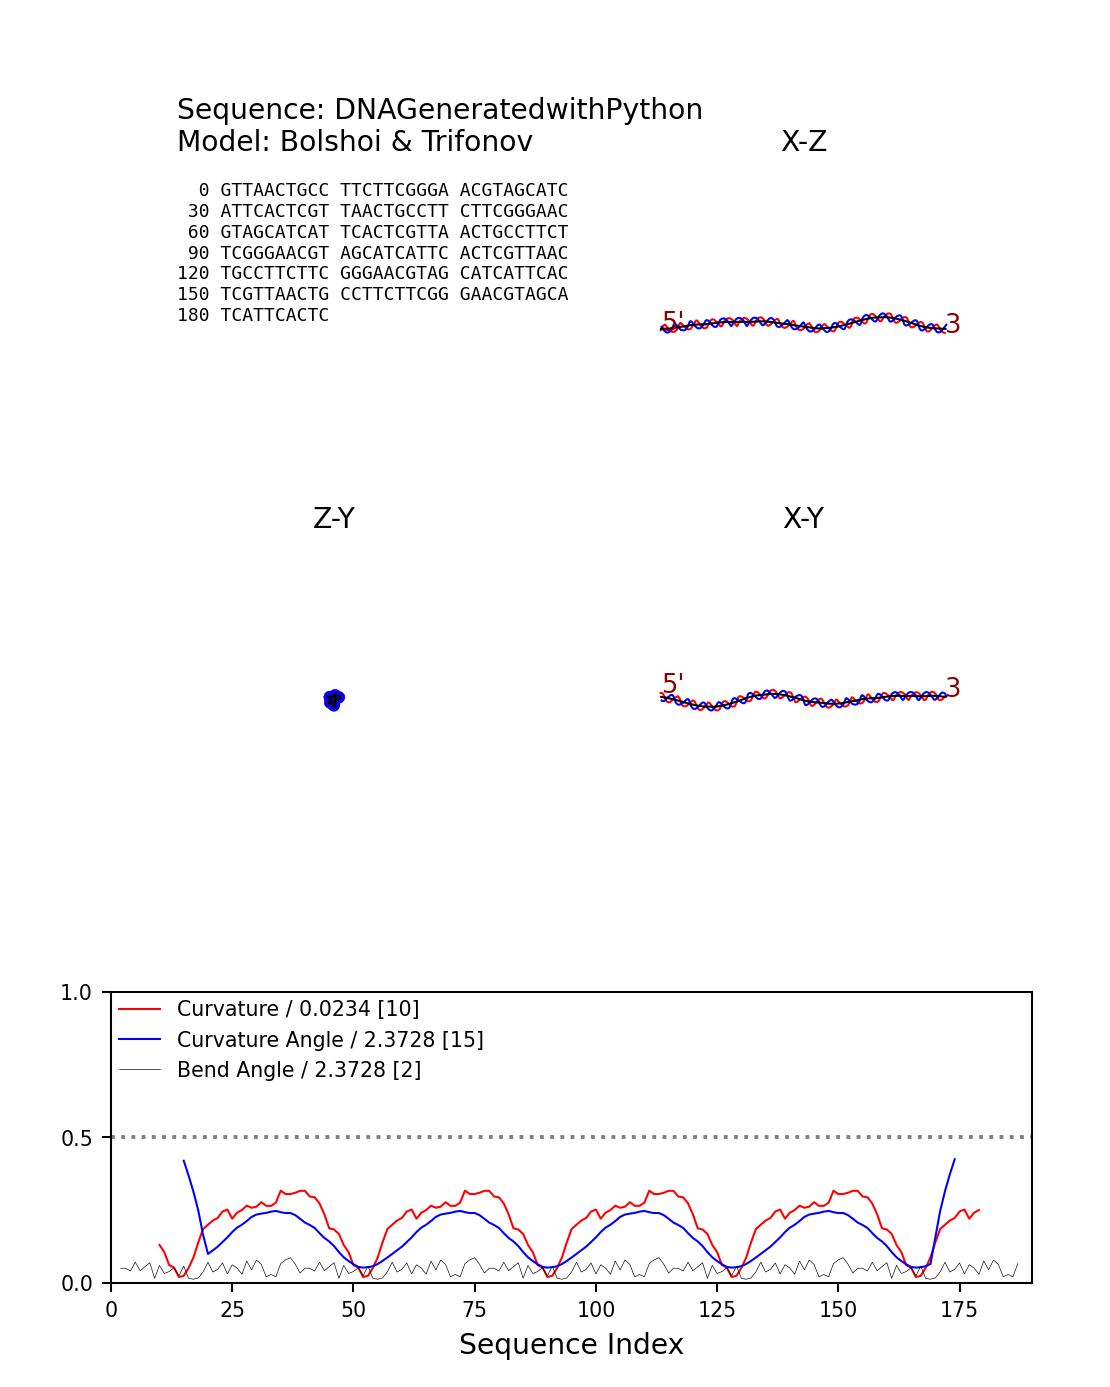 Sequence: DNAGeneratedwithPython
Model: Bolshoi & Trifonov
X-Z
0 GTTAACTGCC TTCTTCGGGA ACGTAGCATC
30 ATTCACTCGT TAACTGCCTT CTTCGGGAAC
60 GTAGCATCAT TCACTCGTTA ACTGCCTTCT
90 TCGGGAACGT AGCATCATTC ACTCGTTAAC
120 TGCCTTCTTC GGGAACGTAG CATCATTCAC
150 TCGTTAACTG CCTTCTTCGG GAACGTAGCA
180 TCATTCACTC
5'
3
Z-Y
X-Y
5'
3
1.0
Curvature / 0.0234 [10]
Curvature Angle / 2.3728 [15]
Bend Angle / 2.3728 [2]
0.5
0.0
0 25 50 75 100 125 150 175
Sequence Index